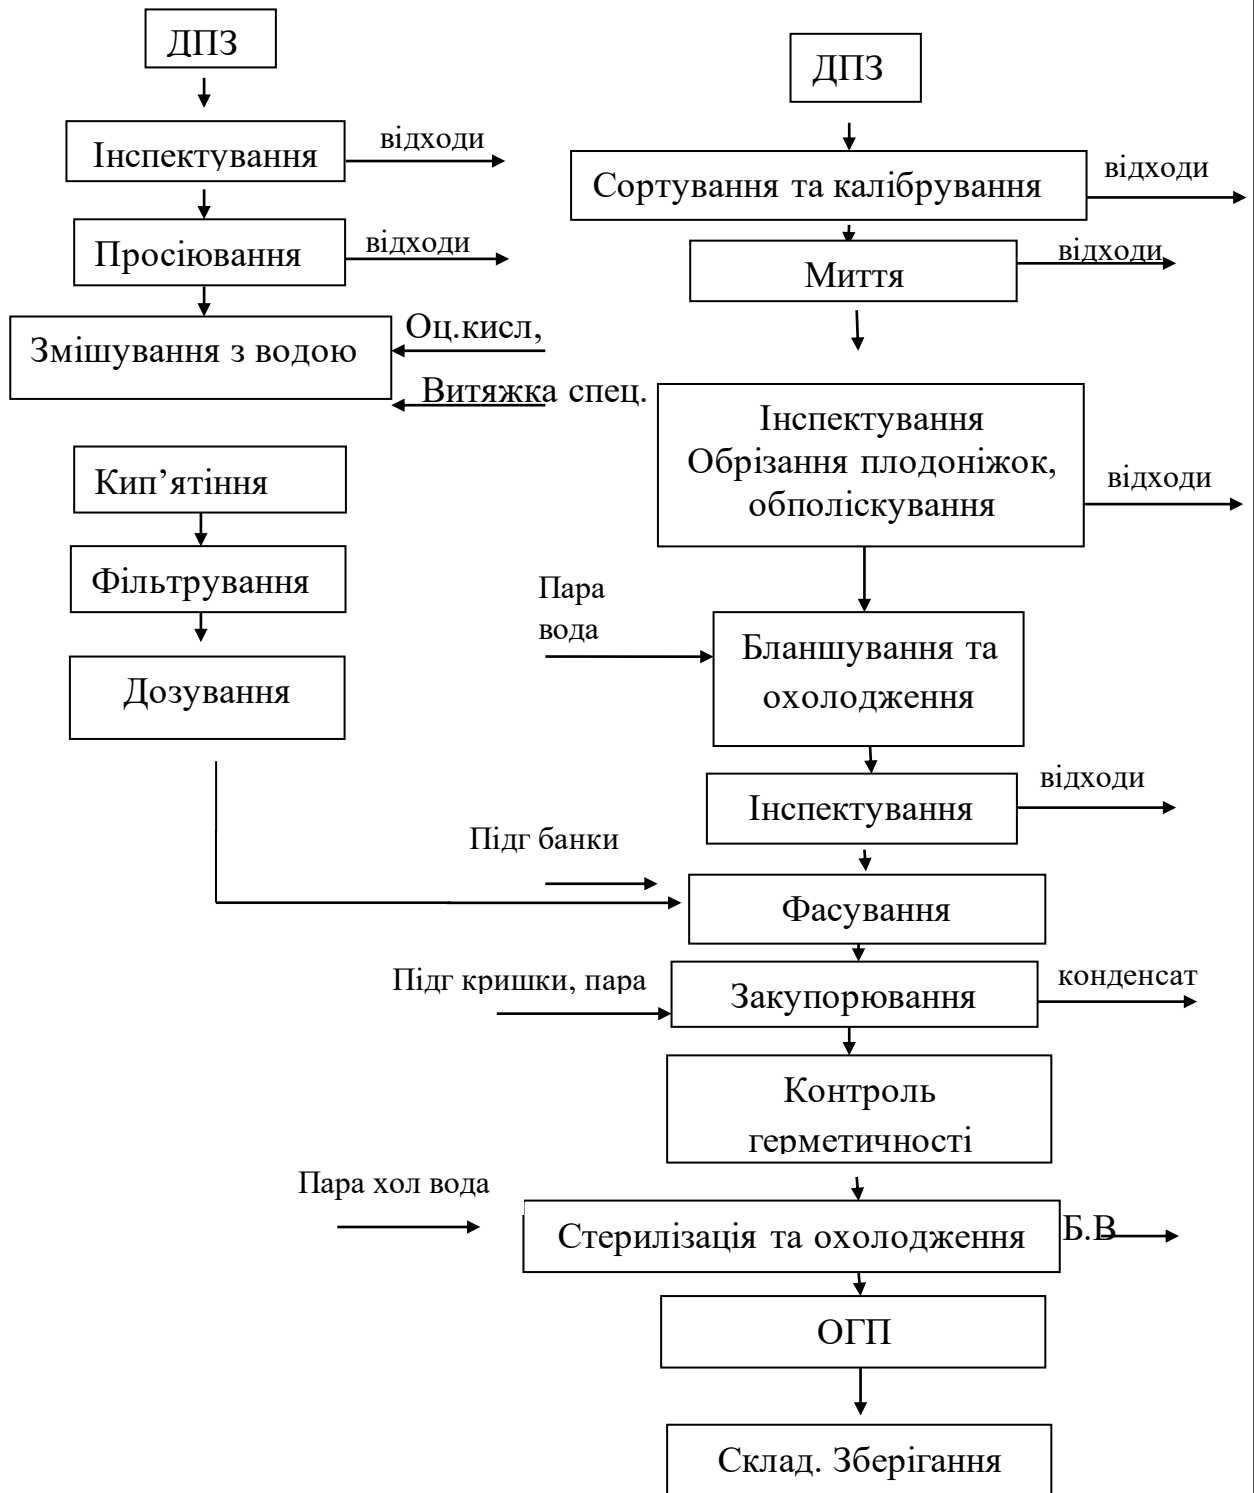 ДПЗ
Інспектування
відходи
Просіювання
відходи
Змішування з водою
Оц.кисл,
Витяжка спец.
Кип’ятіння
Фільтрування
Дозування
ДПЗ
Сортування та калібрування
відходи
Миття
відходи
Інспектування
Обрізання плодоніжок,
обполіскування
відходи
Пара
вода
Бланшування та
охолодження
Інспектування
відходи
Підг банки
Фасування
Підг кришки, пара
Закупорювання
конденсат
Контроль
герметичності
Пара хол вода
Стерилізація та охолодження
Б.В
ОГП
Склад. Зберігання